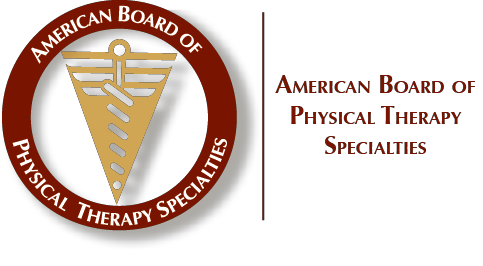 AMERICAN BOARD OF
PHYSICAL THERAPY SPECIALTIES
AMERICAN BOARD OF
PHYSICAL THERAPY
SPECIALTIES